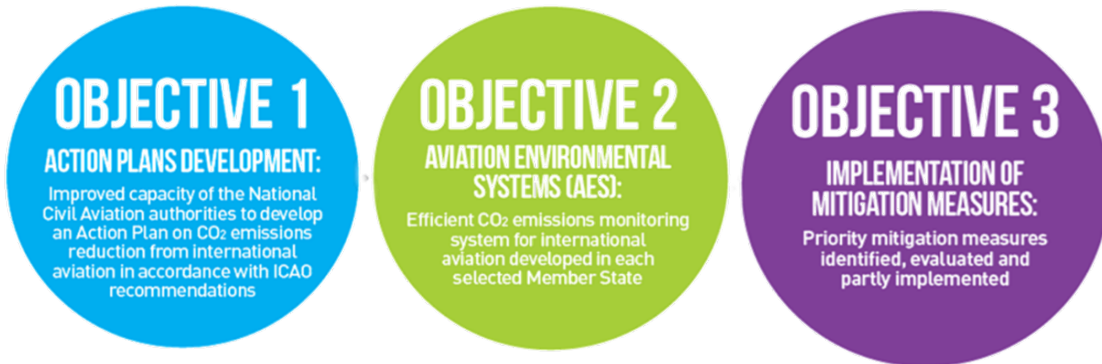 OBJECTIVE 1
ACTION PLANS DEVELOPMENT:
Improved capacity of the National
Civil Aviation authorities to develop
an Action Plan on CO₂ emissions
reduction from international
aviation in accordance with ICAO
recommendations
OBJECTIVE 2
AVIATION ENVIRONMENTAL
SYSTEMS (AES):
Efficient CO₂ emissions monitoring
system for international
aviation developed in each
selected Member State
OBJECTIVE 3
IMPLEMENTATION OF
MITIGATION MEASURES:
Priority mitigation measures
identified, evaluated and
partly implemented